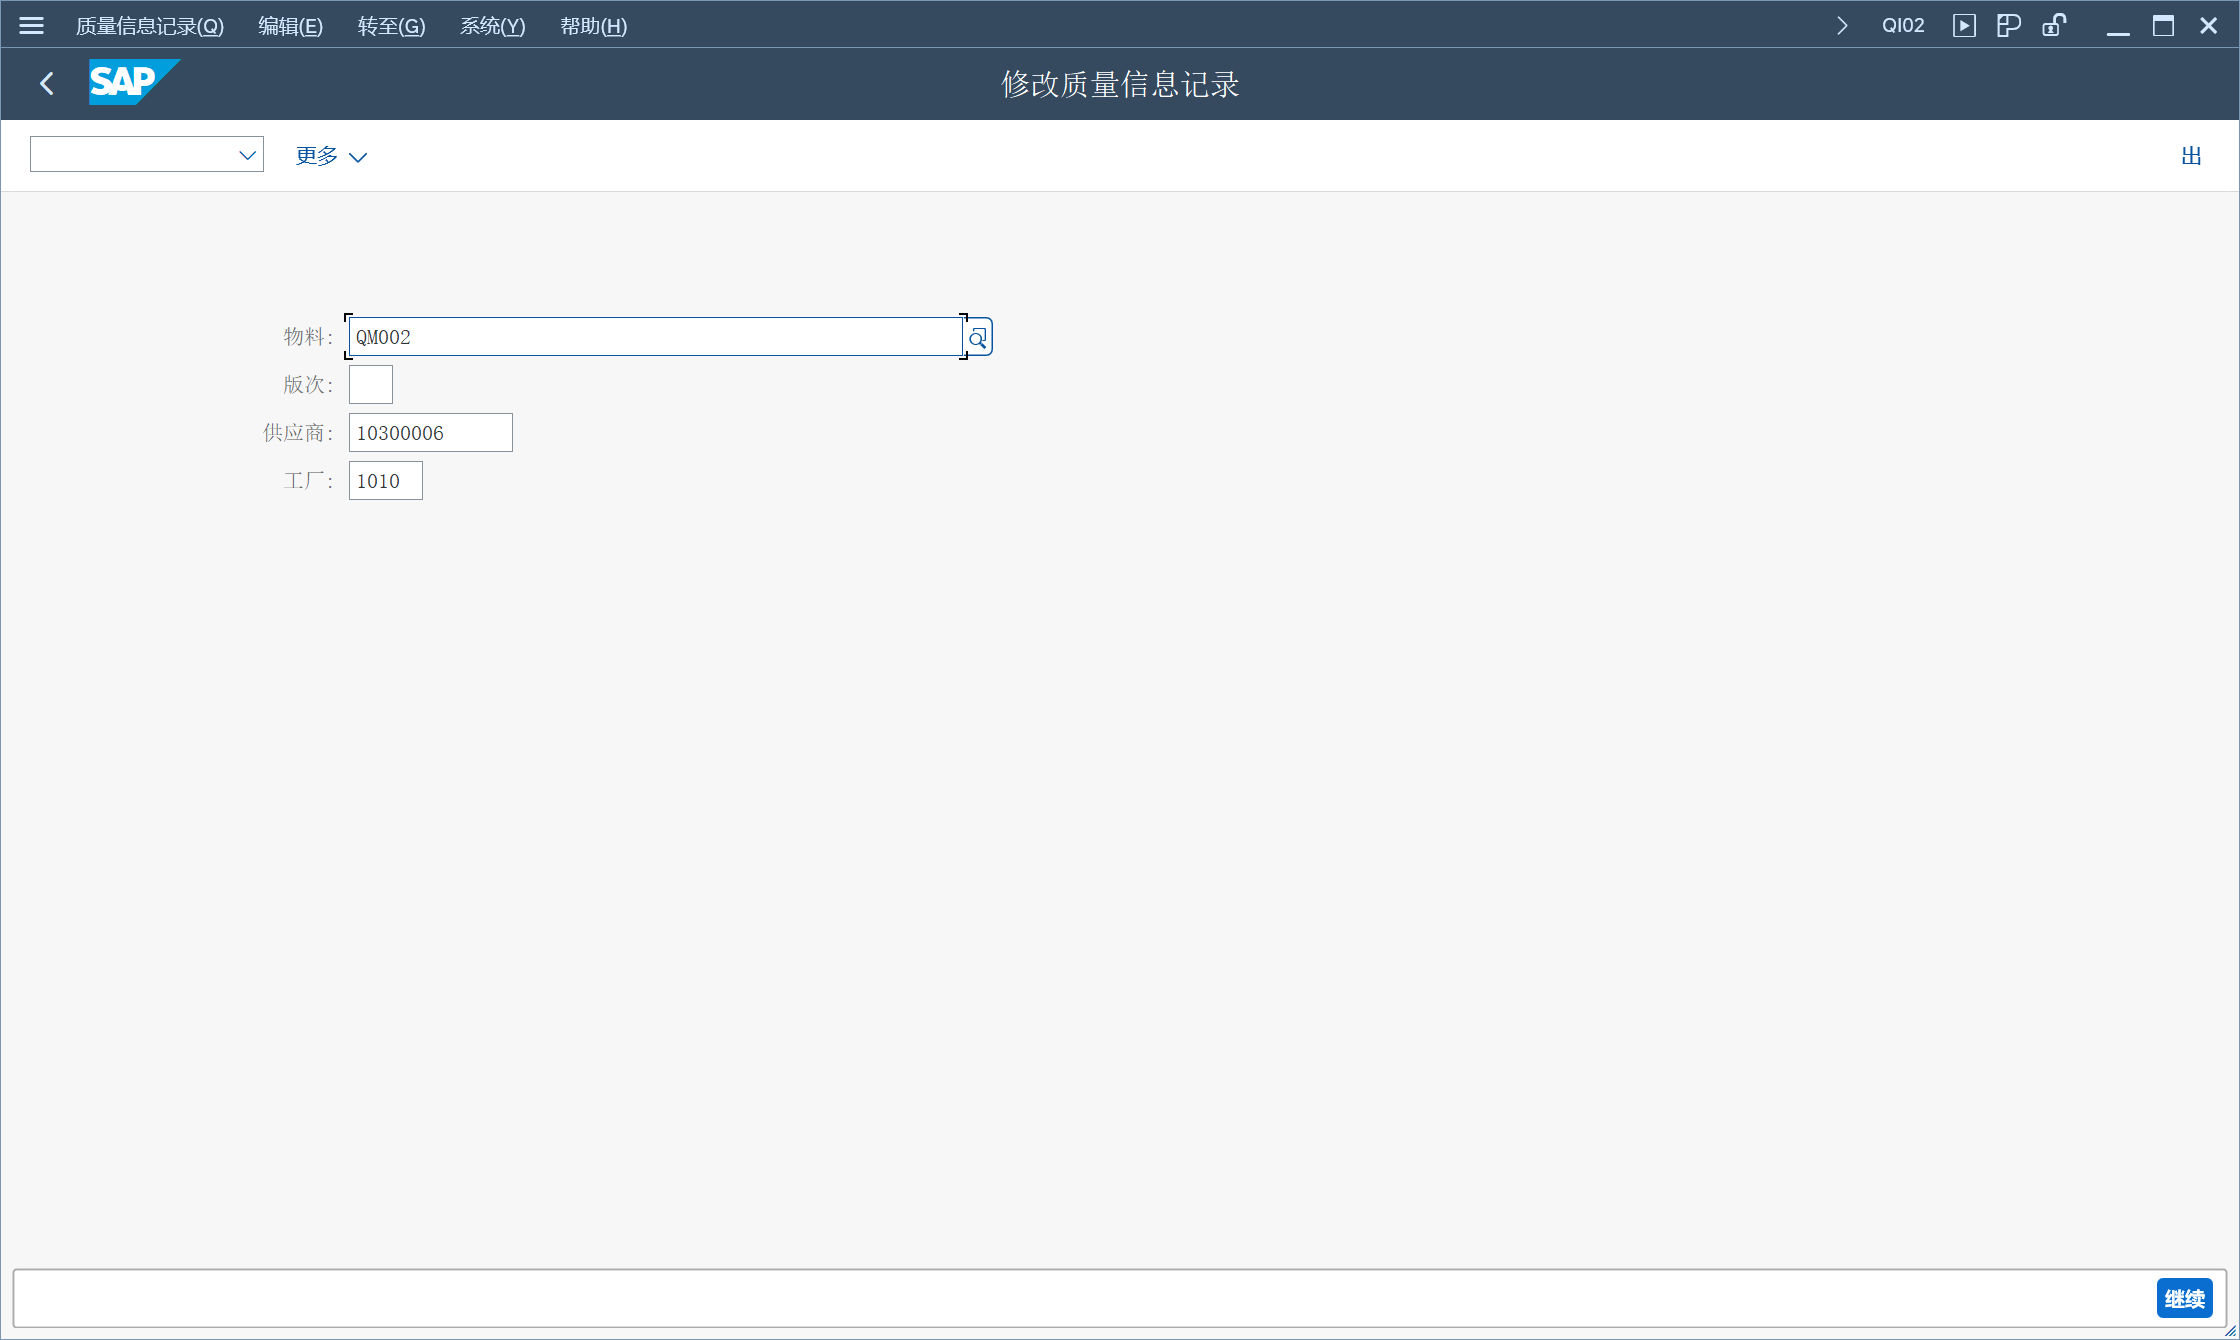 质量信息记录(Q) 编辑(E) 转至(G) 系统(Y) 帮助(H) QI02
SAP 修改质量信息记录
更多 出
物料: QM002
版次:
供应商: 10300006
工厂: 1010
继续